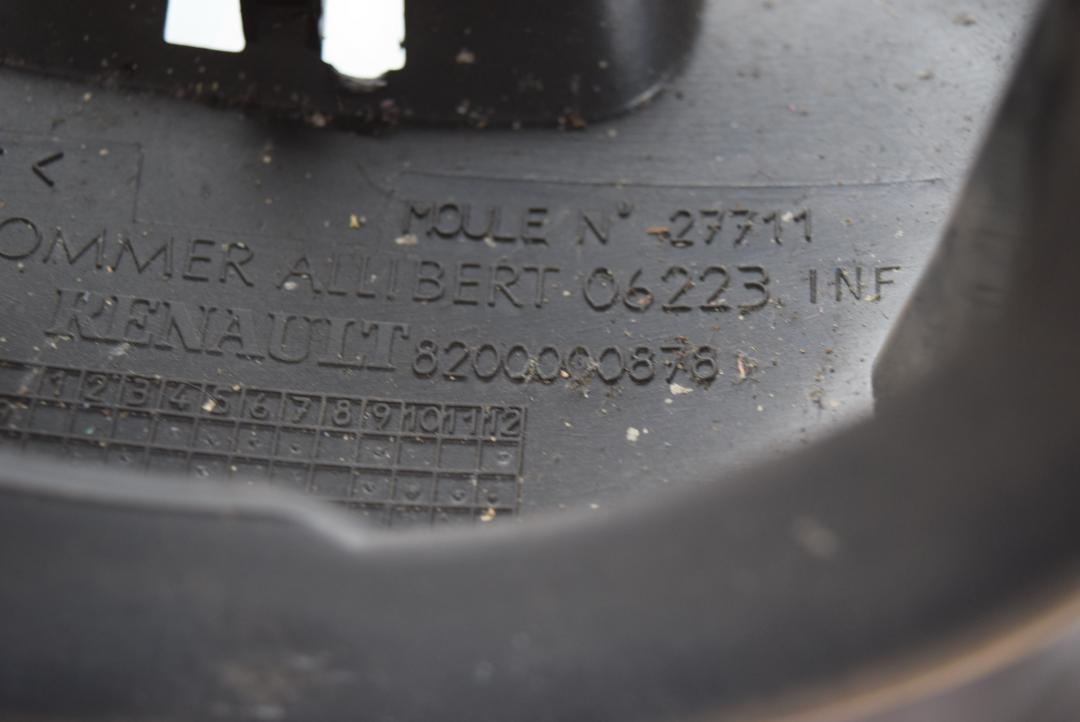 <
MOULE N° 27711
OMMER ALLIBERT 06223 INF
RENAULT 8200000878
1 2 3 4 5 6 7 8 9 10 11 12